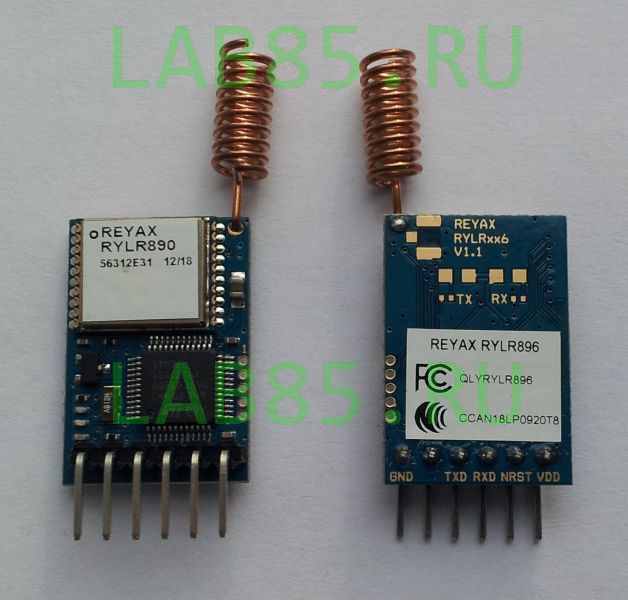 LAB85.RU
REYAX
RYLR890
56312E31 12/18
REYAX
RYLRxx6
V1.1
TX RX
REYAX RYLR896
FC
QLYRYLR896
CCAN18LP0920T8
LAB85.RU
GND TXD RXD NRST VDD